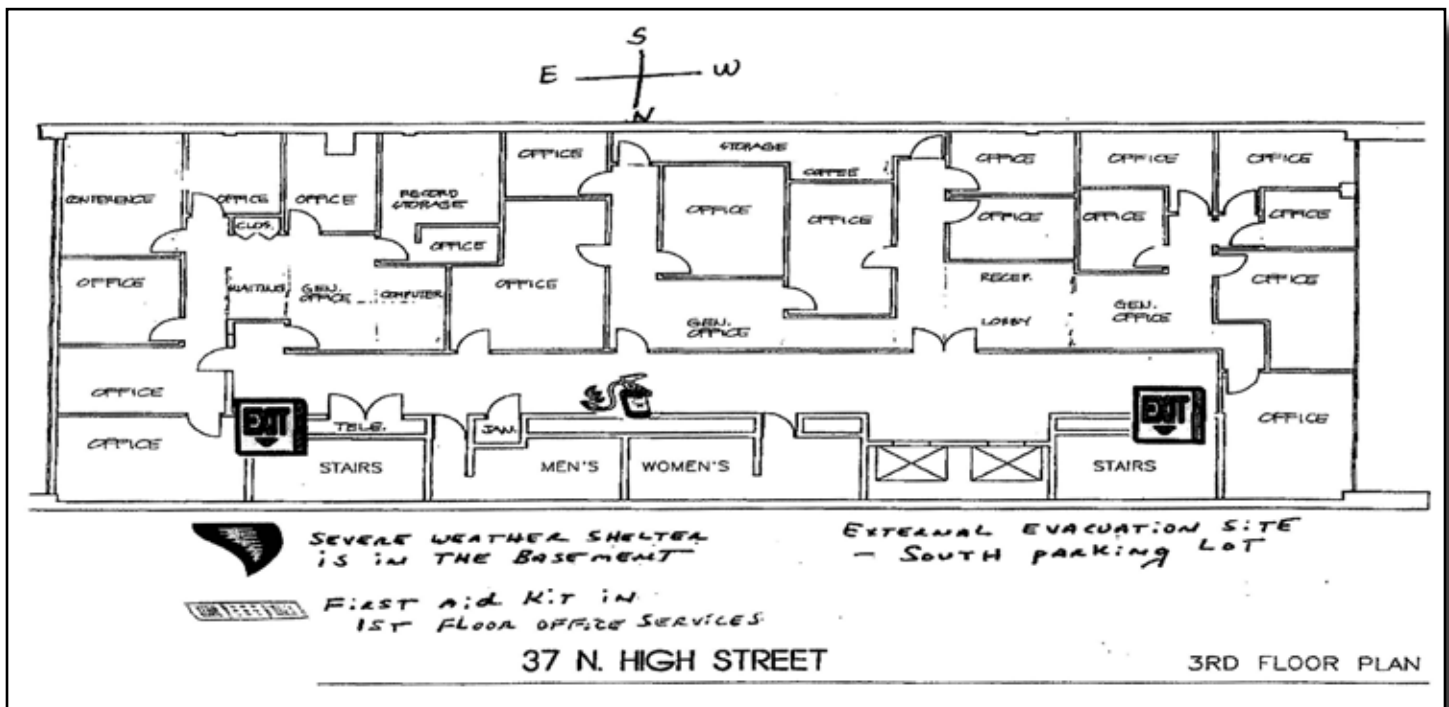 S
E W
N
STORAGE
OFFICE
COFFEE
OFFICE
OFFICE
OFFICE
CONFERENCE
OFFICE
OFFICE
RECORD
STORAGE
OFFICE
OFFICE
OFFICE
OFFICE
OFFICE
CLOS.
OFFICE
OFFICE
WAITING
GEN.
OFFICE
COMPUTER
OFFICE
RECEP.
OFFICE
GEN.
OFFICE
LOBBY
GEN.
OFFICE
OFFICE
EXIT
TELE.
JAN.
EXIT
OFFICE
OFFICE
STAIRS
MEN'S
WOMEN'S
STAIRS
SEVERE WEATHER SHELTER
is iN THE BASEMENT
EXTERNAL EVACUATION SITE
- SOUTH PARKING LOT
FIRST AID KIT IN
1ST FLOOR OFFICE SERVICES
37 N. HIGH STREET
3RD FLOOR PLAN